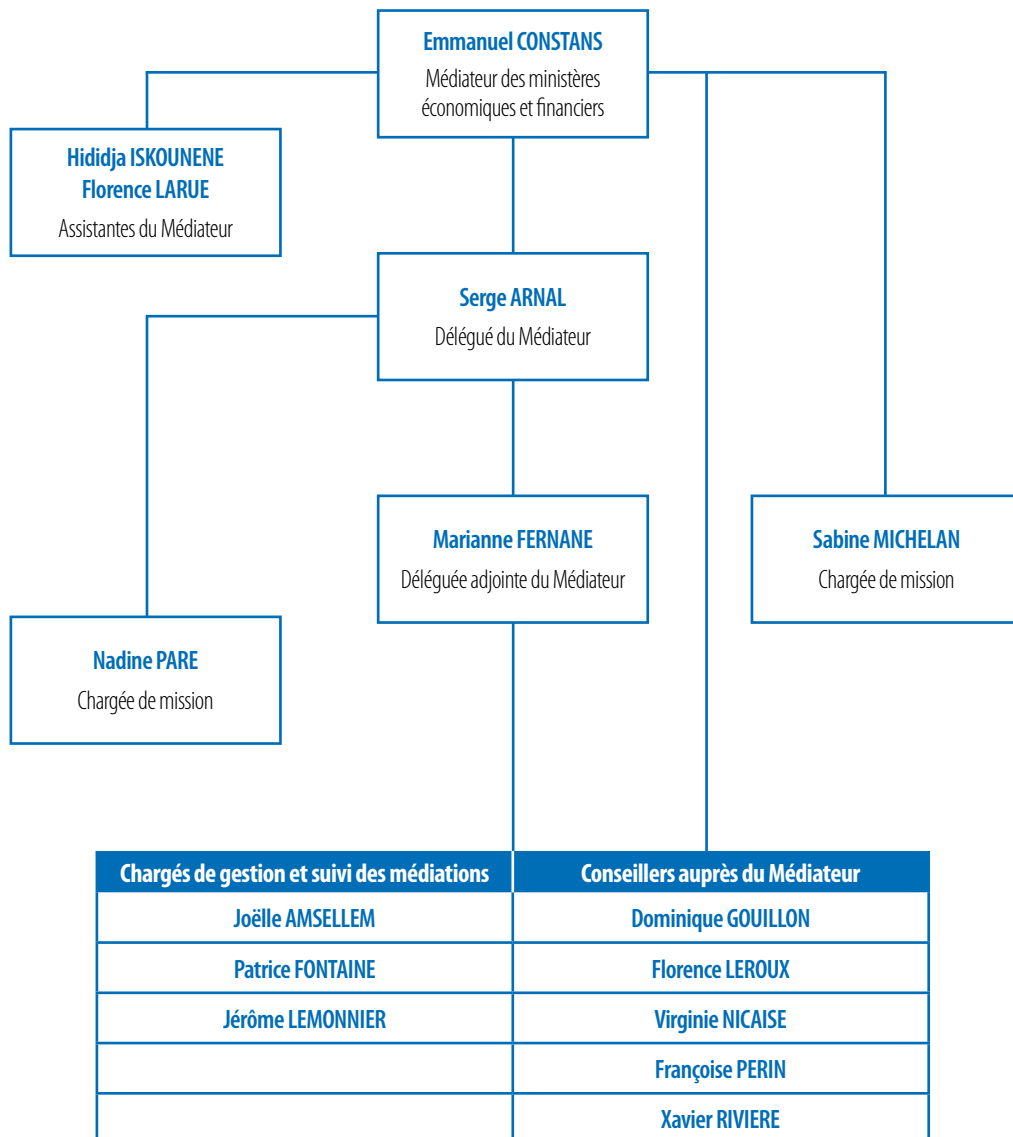 Emmanuel CONSTANS
Médiateur des ministères
économiques et financiers
Hididja ISKOUNENE
Florence LARUE
Assistantes du Médiateur
Serge ARNAL
Délégué du Médiateur
Marianne FERNANE
Déléguée adjointe du Médiateur
Sabine MICHELAN
Chargée de mission
Nadine PARE
Chargée de mission
Chargés de gestion et suivi des médiations
Conseillers auprès du Médiateur
Joëlle AMSELLEM
Dominique GOUILLON
Patrice FONTAINE
Florence LEROUX
Jérôme LEMONNIER
Virginie NICAISE
Françoise PERIN
Xavier RIVIERE